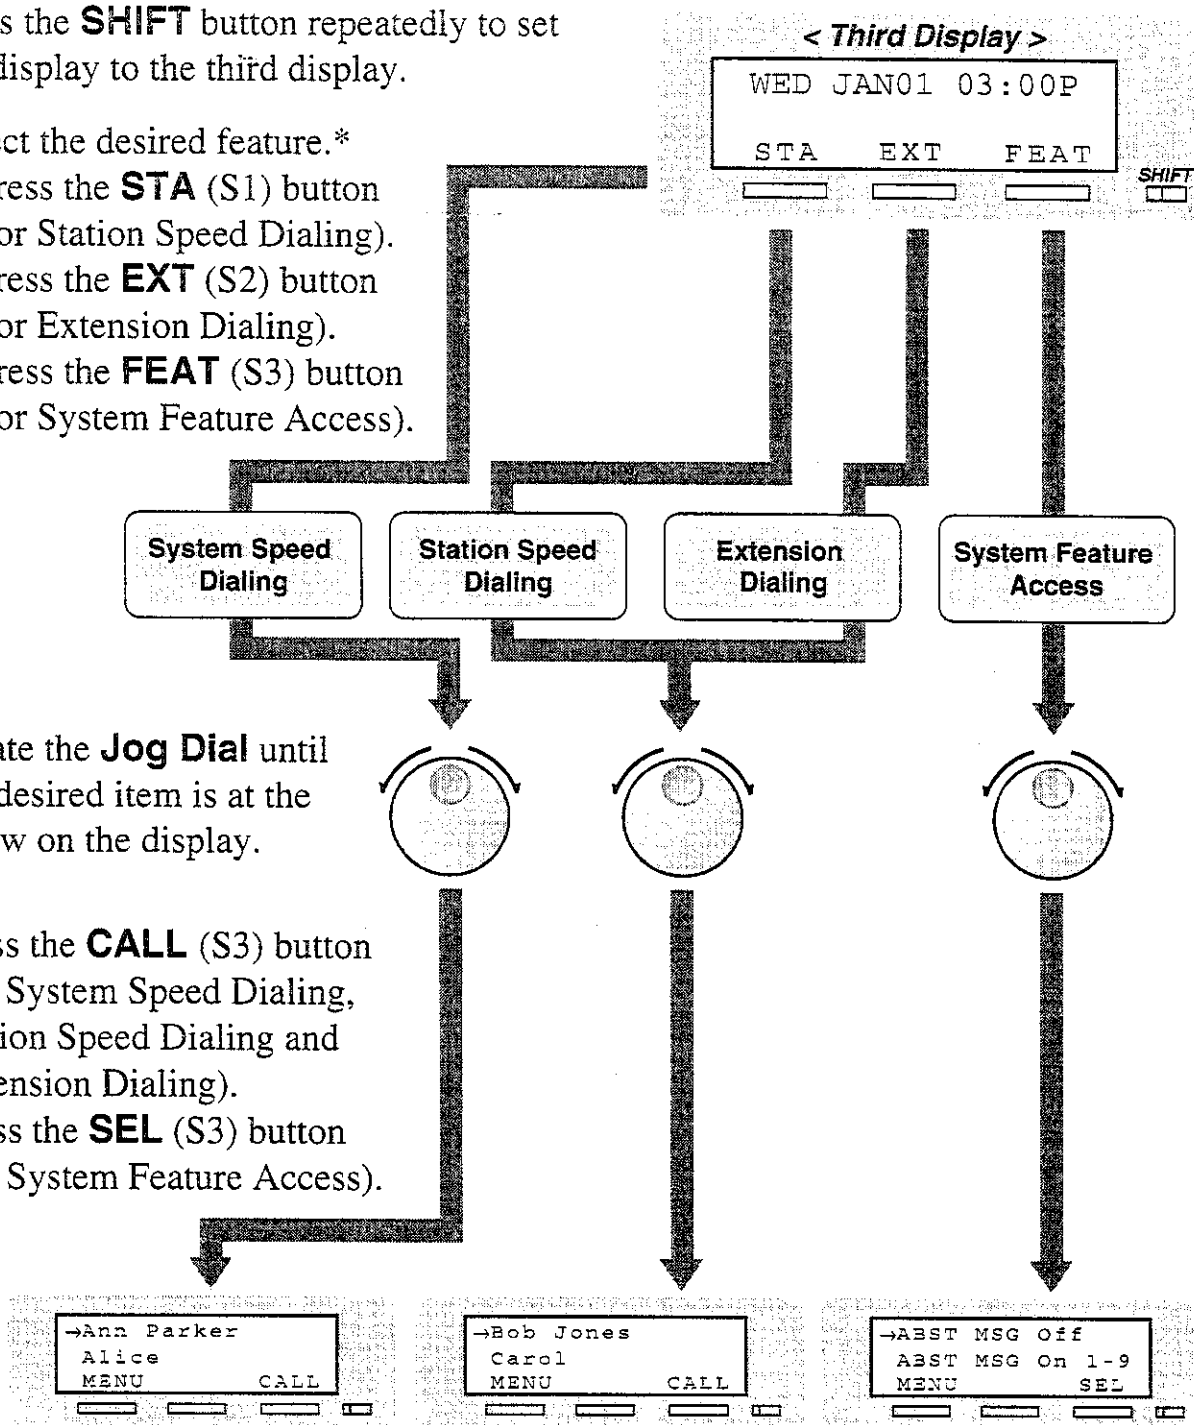 s the SHIFT button repeatedly to set
display to the third display.
ct the desired feature.*
ress the STA (S1) button
or Station Speed Dialing).
ress the EXT (S2) button
or Extension Dialing).
ress the FEAT (S3) button
or System Feature Access).
< Third Display >
WED JAN01 03:00P
STA EXT FEAT
SHIFT
System Speed
Dialing
Station Speed
Dialing
Extension
Dialing
System Feature
Access
ate the Jog Dial until
desired item is at the
w on the display.
ss the CALL (S3) button
System Speed Dialing,
ion Speed Dialing and
ension Dialing).
ss the SEL (S3) button
System Feature Access).
→Ann Parker
Alice
MENU CALL
→Bob Jones
Carol
MENU CALL
→ABST MSG Off
ABST MSG On 1-9
MENU SEL